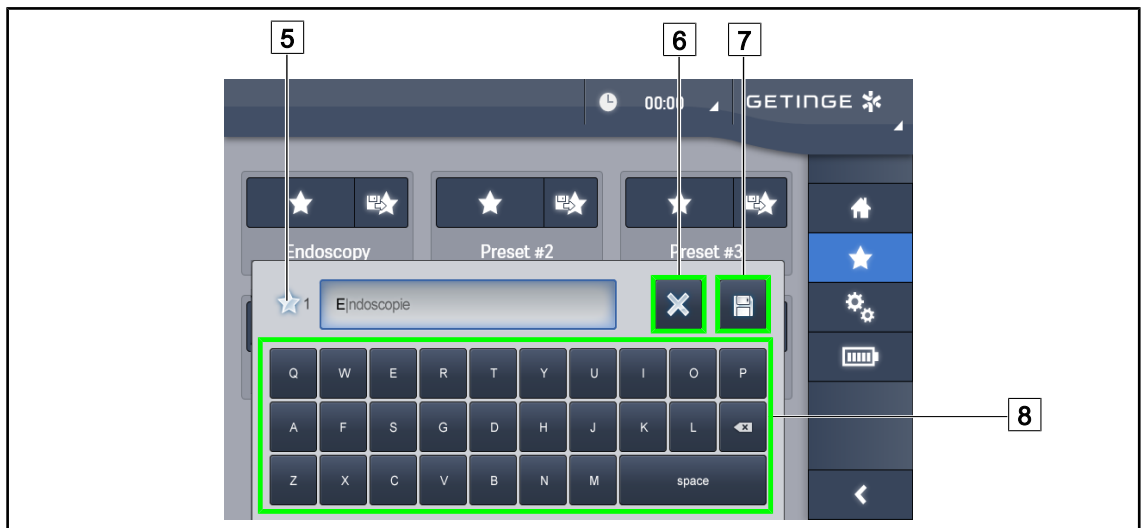 5 6 7
00:00 GETINGE
Endoscopy Preset #2 Preset #3
1 E|ndoscopie
Q W E R T Y U I O P
8
A F S G D H J K L
Z X C V B N M space